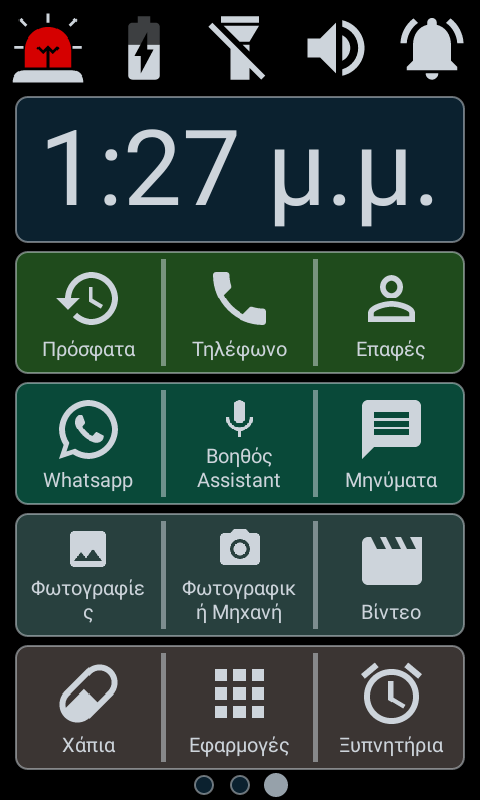 1:27 μ.μ.
Πρόσφατα Τηλέφωνο Επαφές
Whatsapp Βοηθός Assistant Μηνύματα
Φωτογραφίε ς Φωτογραφικ ή Μηχανή Βίντεο
Χάπια Εφαρμογές Ξυπνητήρια